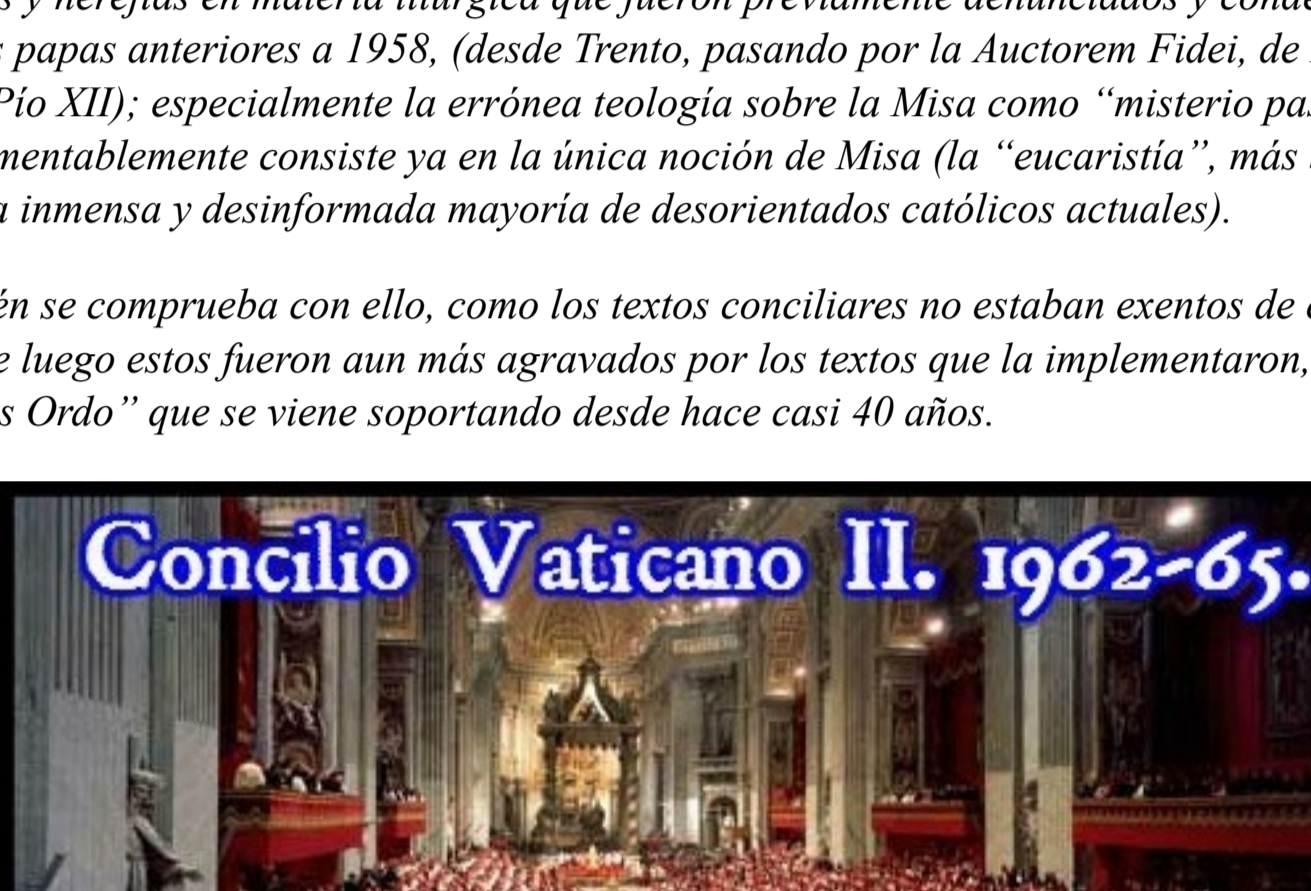 y herejías en materia litúrgica que fueron previamente denunciados y
papas anteriores a 1958, (desde Trento, pasando por la Auctorem Fidei, de
Pío XII); especialmente la errónea teología sobre la Misa como “misterio
consiste ya en la única noción de Misa (la “eucaristía”, más
inmensa y desinformada mayoría de desorientados católicos actuales).
se comprueba con ello, como los textos conciliares no estaban exentos de
luego estos fueron aun más agravados por los textos que la implementaron,
Ordo” que se viene soportando desde hace casi 40 años.
Concilio Vaticano II. 1962-65.